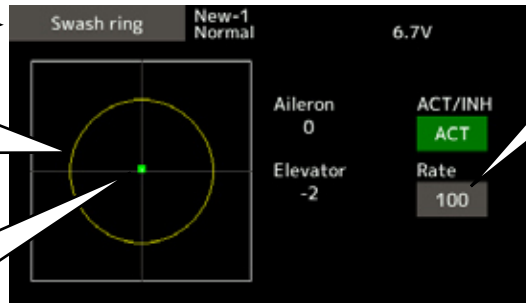 Swash ring
New-1
Normal
6.7V
Aileron
0
ACT/INH
ACT
Elevator
-2
Rate
100